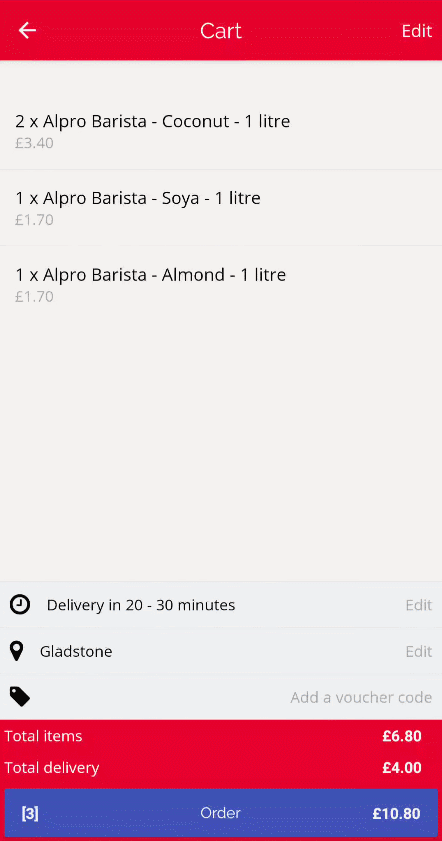 Cart Edit
2 x Alpro Barista - Coconut - 1 litre
£3.40
1 x Alpro Barista - Soya - 1 litre
£1.70
1 x Alpro Barista - Almond - 1 litre
£1.70
Delivery in 20 - 30 minutes Edit
Gladstone Edit
Add a voucher code
Total items £6.80
Total delivery £4.00
[3] Order £10.80